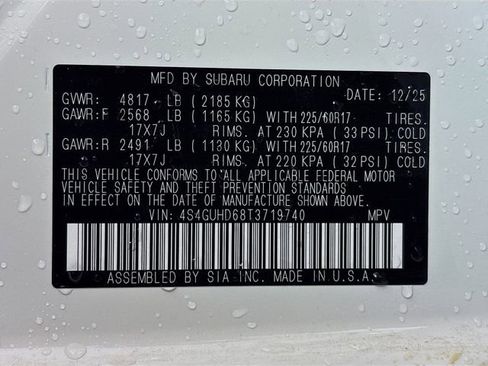 MFD BY SUBARU CORPORATION
GVWR: 4817 LB (2185 KG) DATE: 12/25
GAWR:F 2568 LB (1165 KG) WITH 225/60R17 TIRES.
17X7J RIMS. AT 230 KPA (33 PSI) COLD
GAWR:R 2491 LB (1130 KG) WITH 225/60R17 TIRES.
17X7J RIMS. AT 220 KPA (32 PSI) COLD
THIS VEHICLE CONFORMS TO ALL APPLICABLE FEDERAL MOTOR
VEHICLE SAFETY AND THEFT PREVENTION STANDARDS
IN EFFECT ON THE DATE OF MANUFACTURE SHOWN ABOVE.
VIN: 4S4GUHD68T3719740 MPV
ASSEMBLED BY SIA INC. MADE IN U.S.A.